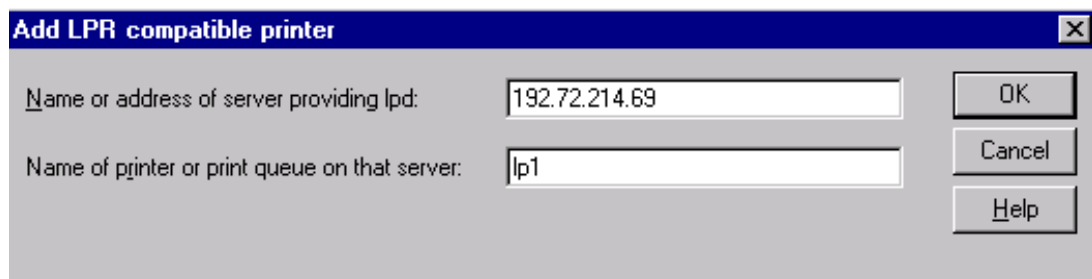 Add LPR compatible printer
Name or address of server providing lpd: 192.72.214.69 OK
Name of printer or print queue on that server: lp1 Cancel
Help